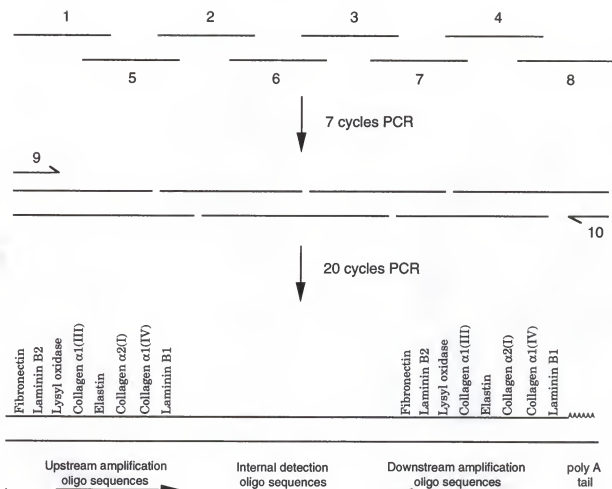 1 2 3 4
5 6 7 8
7 cycles PCR
9
10
20 cycles PCR
Fibronectin
Laminin B2
Lysyl oxidase
Collagen α1(III)
Elastin
Collagen α2(I)
Collagen α1(IV)
Laminin B1
Fibronectin
Laminin B2
Lysyl oxidase
Collagen α1(III)
Elastin
Collagen α2(I)
Collagen α1(IV)
Laminin B1
AAAAAA
Upstream amplification
oligo sequences
Internal detection
oligo sequences
Downstream amplification
oligo sequences
poly A
tail